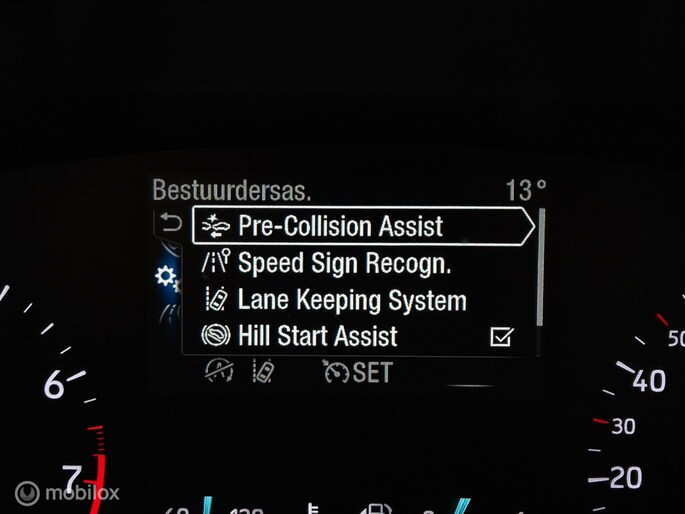 Bestuurdersas. 13°
Pre-Collision Assist
Speed Sign Recogn.
Lane Keeping System
Hill Start Assist
SET
6
7
50
40
30
20
mobilox